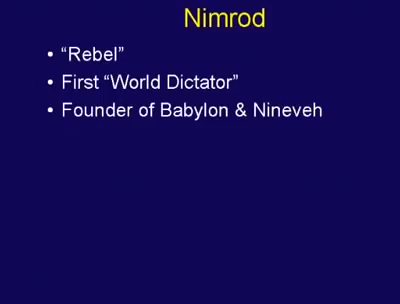 Nimrod
• “Rebel”
• First “World Dictator”
• Founder of Babylon & Nineveh